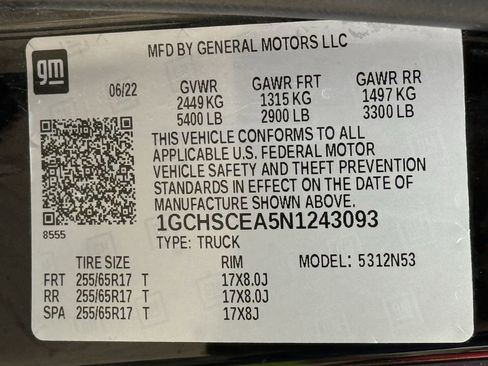 gm
MFD BY GENERAL MOTORS LLC
06/22 GVWR GAWR FRT GAWR RR
2449 KG 1315 KG 1497 KG
5400 LB 2900 LB 3300 LB
THIS VEHICLE CONFORMS TO ALL
APPLICABLE U.S. FEDERAL MOTOR
VEHICLE SAFETY AND THEFT PREVENTION
STANDARDS IN EFFECT ON THE DATE OF
MANUFACTURE SHOWN ABOVE.
8555
1GCHSCEA5N1243093
TYPE: TRUCK
TIRE SIZE RIM MODEL: 5312N53
FRT 255/65R17 T 17X8.0J
RR 255/65R17 T 17X8.0J
SPA 255/65R17 T 17X8J